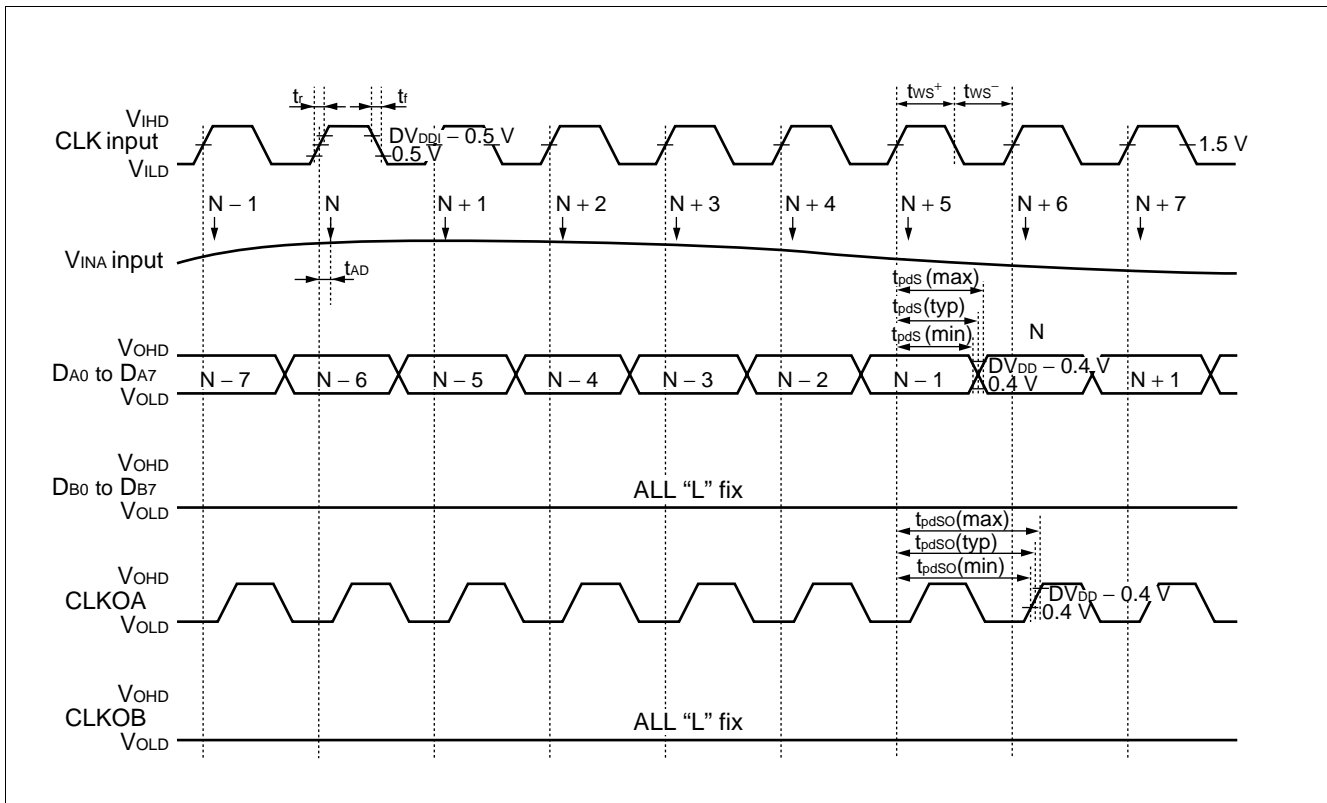 tr
tf
tWS+
tWS−
VIHD
CLK input
VILD
DVDDI − 0.5 V
0.5 V
1.5 V
N − 1
N
N + 1
N + 2
N + 3
N + 4
N + 5
N + 6
N + 7
VINA input
tAD
tpdS (max)
tpdS (typ)
tpdS (min)
N
VOHD
DA0 to DA7
VOLD
N − 7
N − 6
N − 5
N − 4
N − 3
N − 2
N − 1
DVDD − 0.4 V
0.4 V
N + 1
VOHD
DB0 to DB7
VOLD
ALL “L” fix
tpdSO(max)
tpdSO(typ)
tpdSO(min)
VOHD
CLKOA
VOLD
DVDD − 0.4 V
0.4 V
VOHD
CLKOB
VOLD
ALL “L” fix